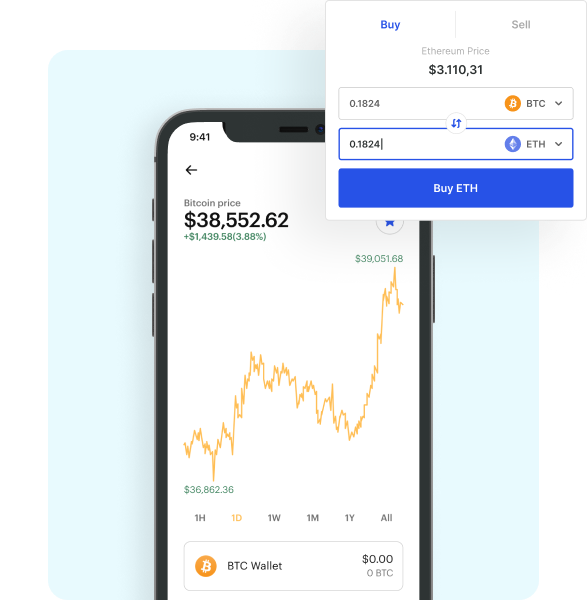 Buy Sell
Ethereum Price
$3.110,31
0.1824 BTC
0.1824 ETH
Buy ETH
9:41
Bitcoin price
$38,552.62
+$1,439.58(3.88%)
$39,051.68
$36,862.36
1H 1D 1W 1M 1Y All
BTC Wallet $0.00
0 BTC